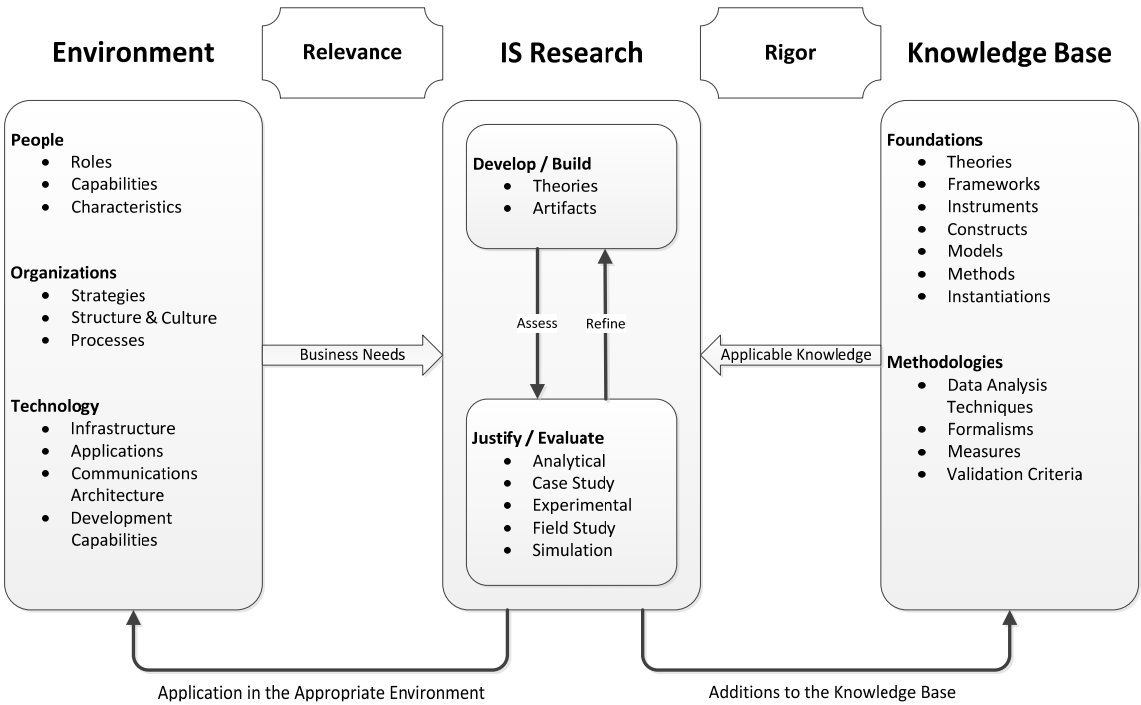 Environment
Relevance
IS Research
Rigor
Knowledge Base
People
• Roles
• Capabilities
• Characteristics
Organizations
• Strategies
• Structure & Culture
• Processes
Technology
• Infrastructure
• Applications
• Communications
Architecture
• Development
Capabilities
Business Needs
Develop / Build
• Theories
• Artifacts
Assess
Refine
Justify / Evaluate
• Analytical
• Case Study
• Experimental
• Field Study
• Simulation
Applicable Knowledge
Foundations
• Theories
• Frameworks
• Instruments
• Constructs
• Models
• Methods
• Instantiations
Methodologies
• Data Analysis
Techniques
• Formalisms
• Measures
• Validation Criteria
Application in the Appropriate Environment
Additions to the Knowledge Base